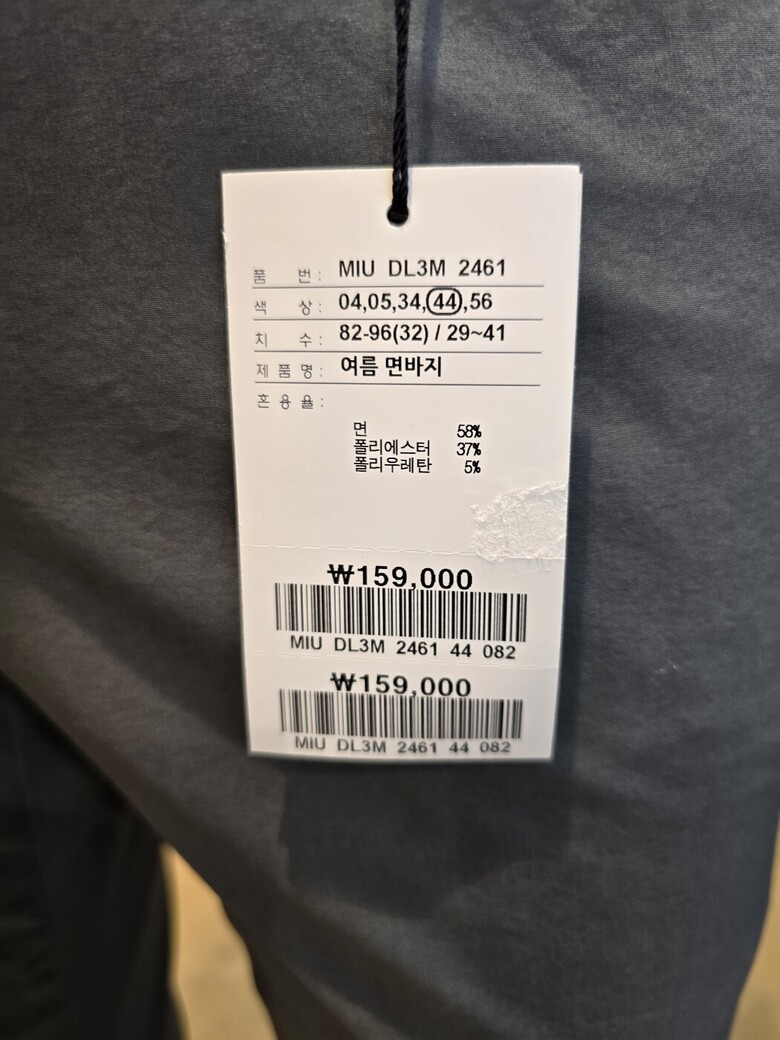 품 번 : MIU DL3M 2461
색 상 : 04,05,34,44,56
치 수 : 82-96(32) / 29~41
제 품 명 : 여름 면바지
혼 용 율 :
면 58%
폴리에스터 37%
폴리우레탄 5%
₩159,000
MIU DL3M 2461 44 082
₩159,000
MIU DL3M 2461 44 082